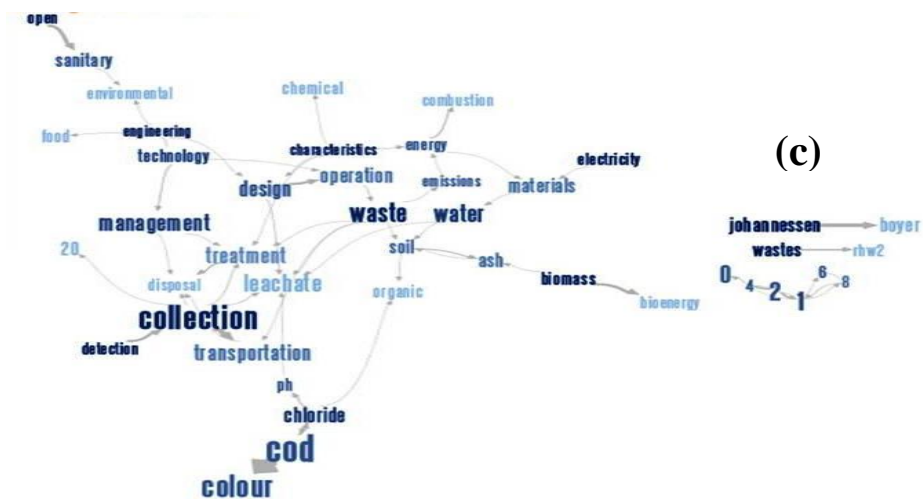 open
sanitary
environmental
chemical
combustion
food
engineering
technology
characteristics
energy
electricity
(c)
design
operation
emissions
materials
management
waste
water
johannessen
boyer
20
treatment
soil
wastes
rhw2
disposal
leachate
organic
ash
biomass
bioenergy
0
4
2
1
6
8
collection
detection
transportation
ph
chloride
cod
colour